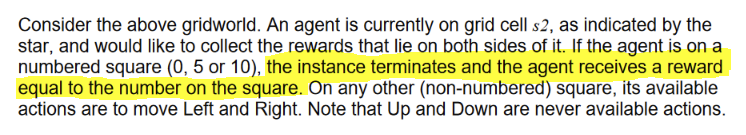 Consider the above gridworld. An agent is currently on grid cell s2, as indicated by the
star, and would like to collect the rewards that lie on both sides of it. If the agent is on a
numbered square (0, 5 or 10), the instance terminates and the agent receives a reward
equal to the number on the square. On any other (non-numbered) square, its available
actions are to move Left and Right. Note that Up and Down are never available actions.